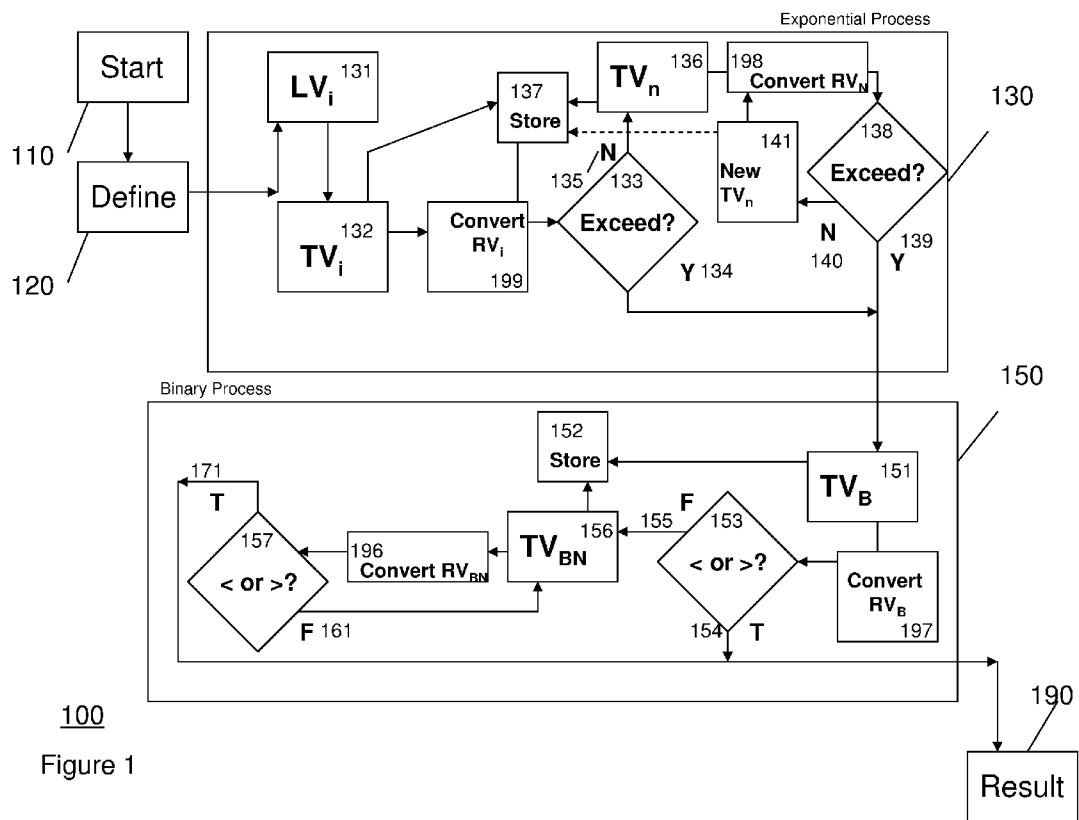 Exponential Process
Start
110
Define
120
LVi
131
TVi
132
137
Store
Convert
RVi
199
TVn
136
N
135
133
Exceed?
Y 134
198
Convert RVN
141
New
TVn
138
Exceed?
130
N
140
139
Y
Binary Process
150
152
Store
151
TVB
171
T
157
< or >?
F 161
196
Convert RVBN
156
TVBN
F
155
153
< or >?
154
T
Convert
RVB
197
100
Figure 1
190
Result